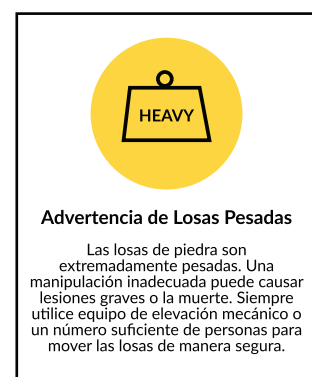 HEAVY
Advertencia de Losas Pesadas
Las losas de piedra son
extremadamente pesadas. Una
manipulación inadecuada puede causar
lesiones graves o la muerte. Siempre
utilice equipo de elevación mecánico o
un número suficiente de personas para
mover las losas de manera segura.